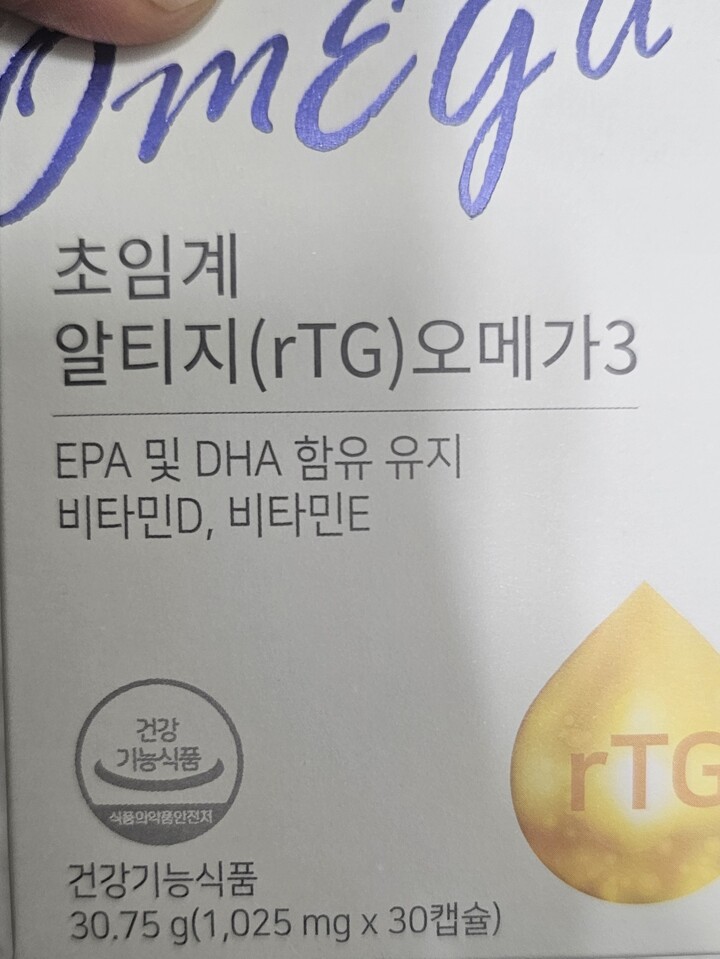 Omega
초임계
알티지(rTG)오메가3
EPA 및 DHA 함유 유지
비타민D, 비타민E
rTG
건강
기능식품
식품의약품안전처
건강기능식품
30.75 g(1,025 mg x 30캡슐)